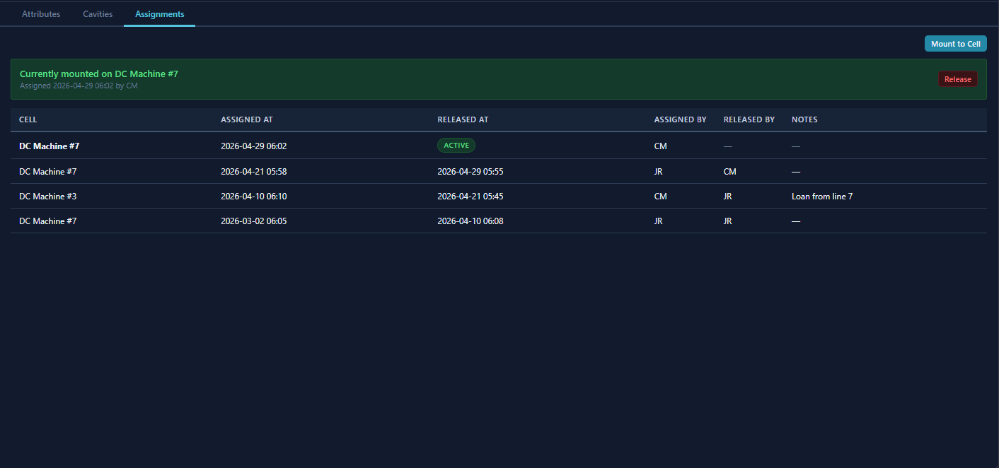 Attributes Cavities Assignments
Mount to Cell
Currently mounted on DC Machine #7
Assigned 2026-04-29 06:02 by CM
Release
CELL ASSIGNED AT RELEASED AT ASSIGNED BY RELEASED BY NOTES
DC Machine #7 2026-04-29 06:02 ACTIVE CM — —
DC Machine #7 2026-04-21 05:58 2026-04-29 05:55 JR CM —
DC Machine #3 2026-04-10 06:10 2026-04-21 05:45 CM JR Loan from line 7
DC Machine #7 2026-03-02 06:05 2026-04-10 06:08 JR JR —